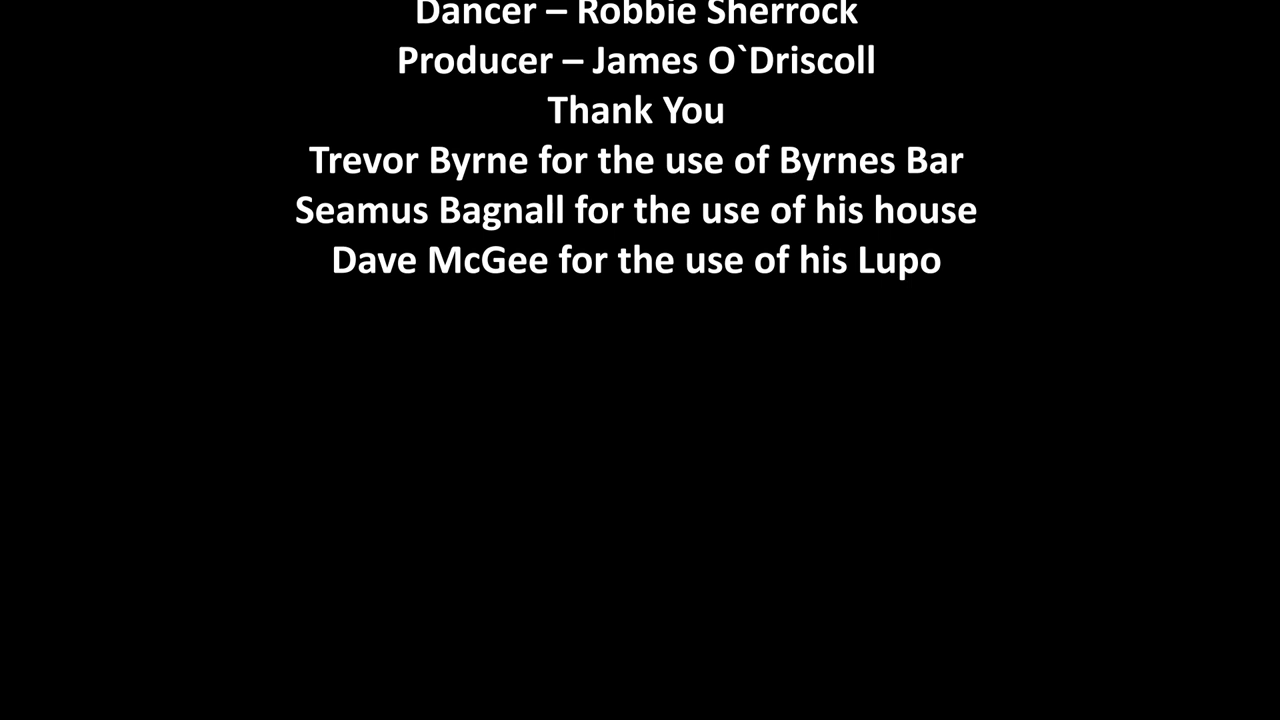 Dancer – Robbie Sherrock
Producer – James O`Driscoll
Thank You
Trevor Byrne for the use of Byrnes Bar
Seamus Bagnall for the use of his house
Dave McGee for the use of his Lupo